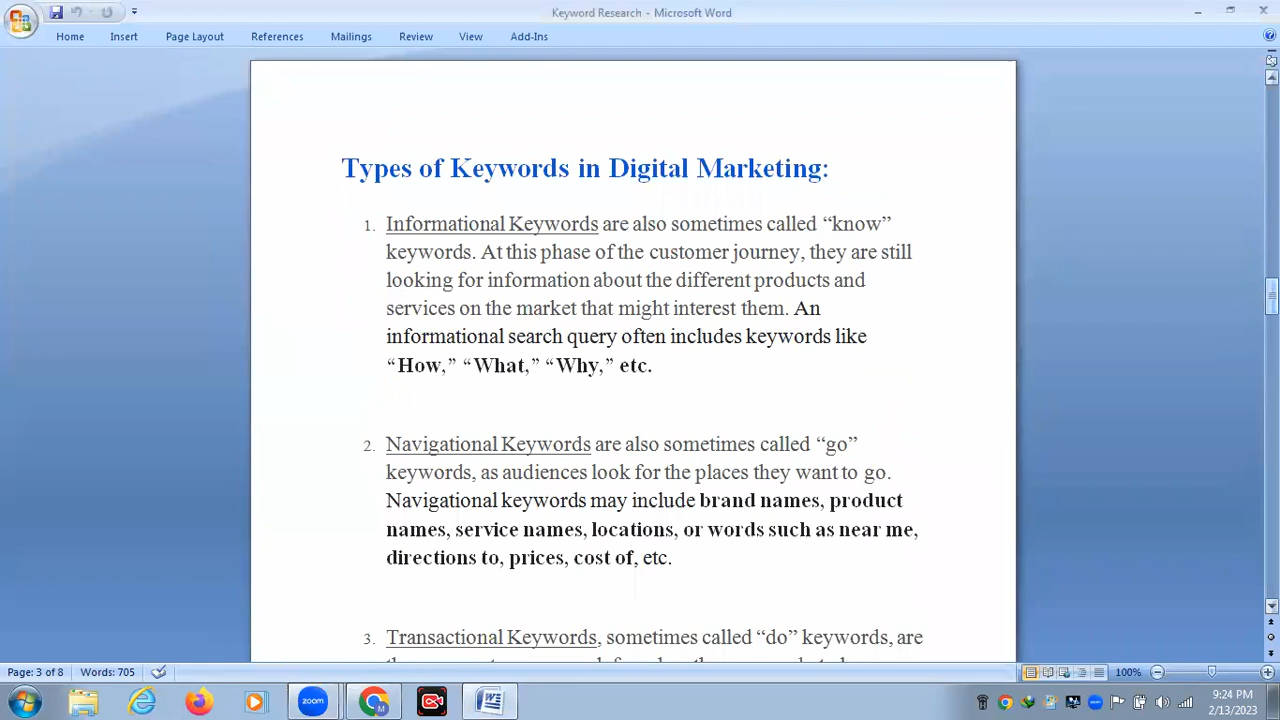 Keyword Research - Microsoft Word
Home Insert Page Layout References Mailings Review View Add-Ins
Types of Keywords in Digital Marketing:
1. Informational Keywords are also sometimes called “know”
keywords. At this phase of the customer journey, they are still
looking for information about the different products and
services on the market that might interest them. An
informational search query often includes keywords like
“How,” “What,” “Why,” etc.
2. Navigational Keywords are also sometimes called “go”
keywords, as audiences look for the places they want to go.
Navigational keywords may include brand names, product
names, service names, locations, or words such as near me,
directions to, prices, cost of, etc.
3. Transactional Keywords, sometimes called “do” keywords, are
Page: 3 of 8 Words: 705 100%
zoom M
9:24 PM
2/13/2023